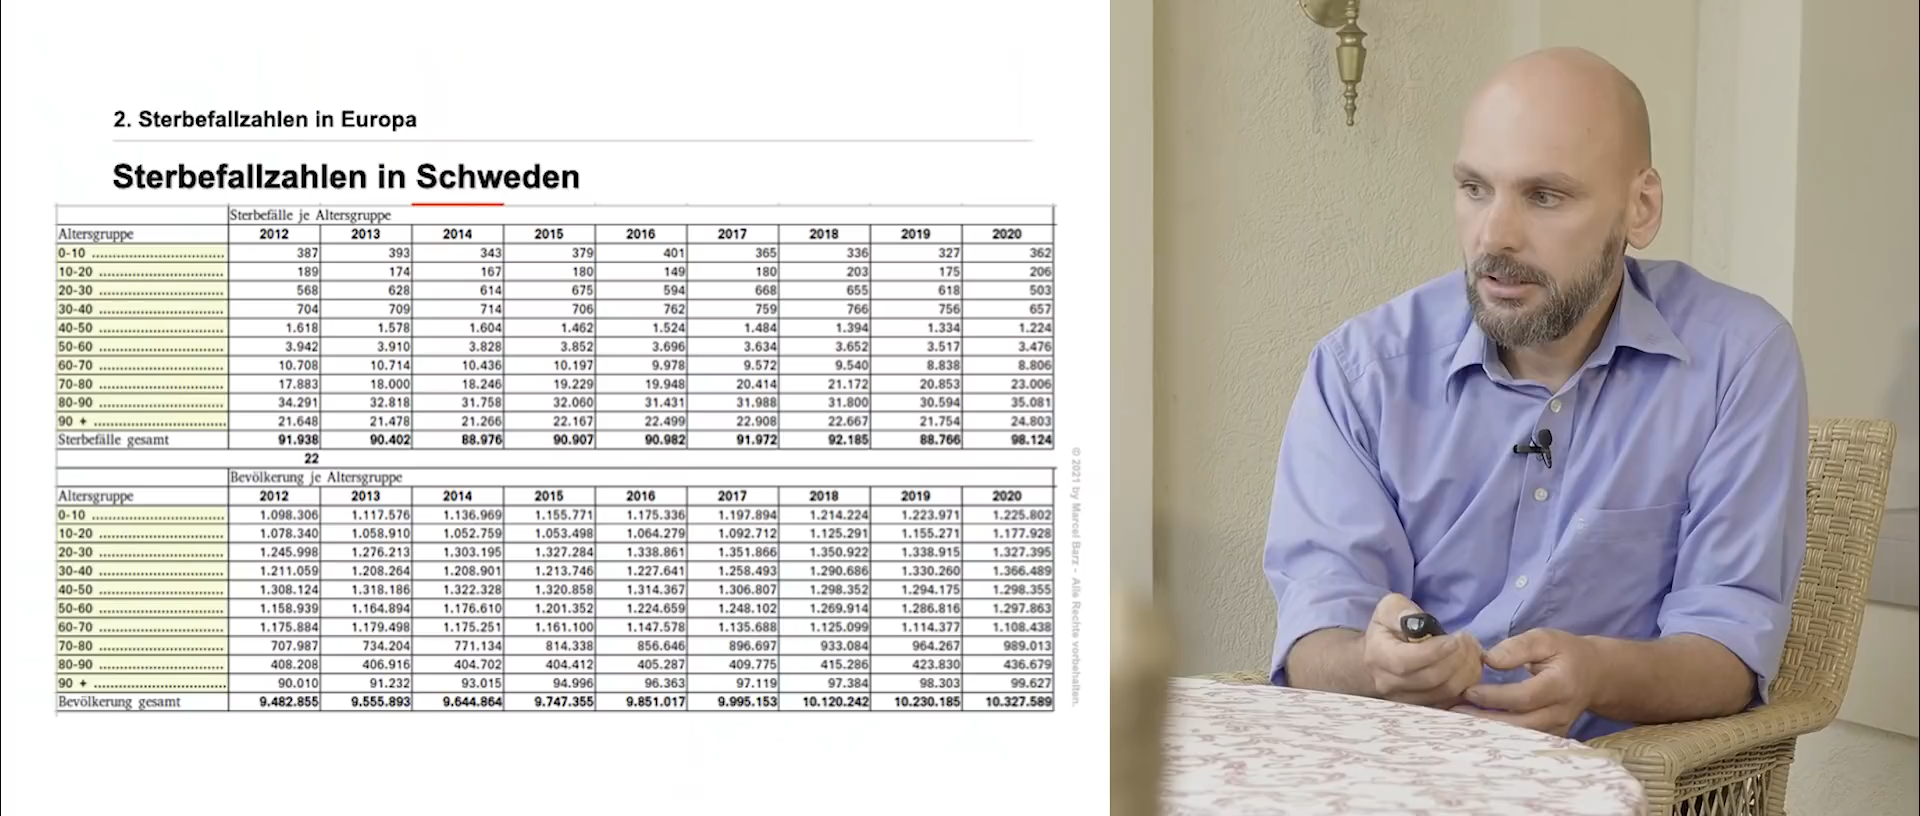 2. Sterbefallzahlen in Europa
Sterbefallzahlen in Schweden
Sterbefälle je Altersgruppe
Altersgruppe 2012 2013 2014 2015 2016 2017 2018 2019 2020
0-10 387 393 343 379 401 365 336 327 362
10-20 189 174 167 180 149 180 203 175 206
20-30 568 628 614 675 594 668 655 618 503
30-40 704 709 714 706 762 759 766 756 657
40-50 1.618 1.578 1.604 1.462 1.524 1.484 1.394 1.334 1.224
50-60 3.942 3.910 3.828 3.852 3.696 3.634 3.652 3.517 3.476
60-70 10.708 10.714 10.436 10.197 9.978 9.572 9.540 8.838 8.806
70-80 17.883 18.000 18.246 19.229 19.948 20.414 21.172 20.853 23.006
80-90 34.291 32.818 31.758 32.060 31.431 31.988 31.800 30.594 35.081
90 + 21.648 21.478 21.266 22.167 22.499 22.908 22.667 21.754 24.803
Sterbefälle gesamt 91.938 90.402 88.976 90.907 90.982 91.972 92.185 88.766 98.124
22
Bevölkerung je Altersgruppe
Altersgruppe 2012 2013 2014 2015 2016 2017 2018 2019 2020
0-10 1.098.306 1.117.576 1.136.969 1.155.771 1.175.336 1.197.894 1.214.224 1.223.971 1.225.802
10-20 1.078.340 1.058.910 1.052.759 1.053.498 1.064.279 1.092.712 1.125.291 1.155.271 1.177.928
20-30 1.245.998 1.276.213 1.303.195 1.327.284 1.338.861 1.351.866 1.350.922 1.338.915 1.327.395
30-40 1.211.059 1.208.264 1.208.901 1.213.746 1.227.641 1.258.493 1.290.686 1.330.260 1.366.489
40-50 1.308.124 1.318.186 1.322.328 1.320.858 1.314.367 1.306.807 1.298.352 1.294.175 1.298.355
50-60 1.158.939 1.164.894 1.176.610 1.201.352 1.224.659 1.248.102 1.269.914 1.286.816 1.297.863
60-70 1.175.884 1.179.498 1.175.251 1.161.100 1.147.578 1.135.688 1.125.099 1.114.377 1.108.438
70-80 707.987 734.204 771.134 814.338 856.646 896.697 933.084 964.267 989.013
80-90 408.208 406.916 404.702 404.412 405.287 409.775 415.286 423.830 436.679
90 + 90.010 91.232 93.015 94.996 96.363 97.119 97.384 98.303 99.627
Bevölkerung gesamt 9.482.855 9.555.893 9.644.864 9.747.355 9.851.017 9.995.153 10.120.242 10.230.185 10.327.589
© 2021 by Marcel Barz - Alle Rechte vorbehalten.